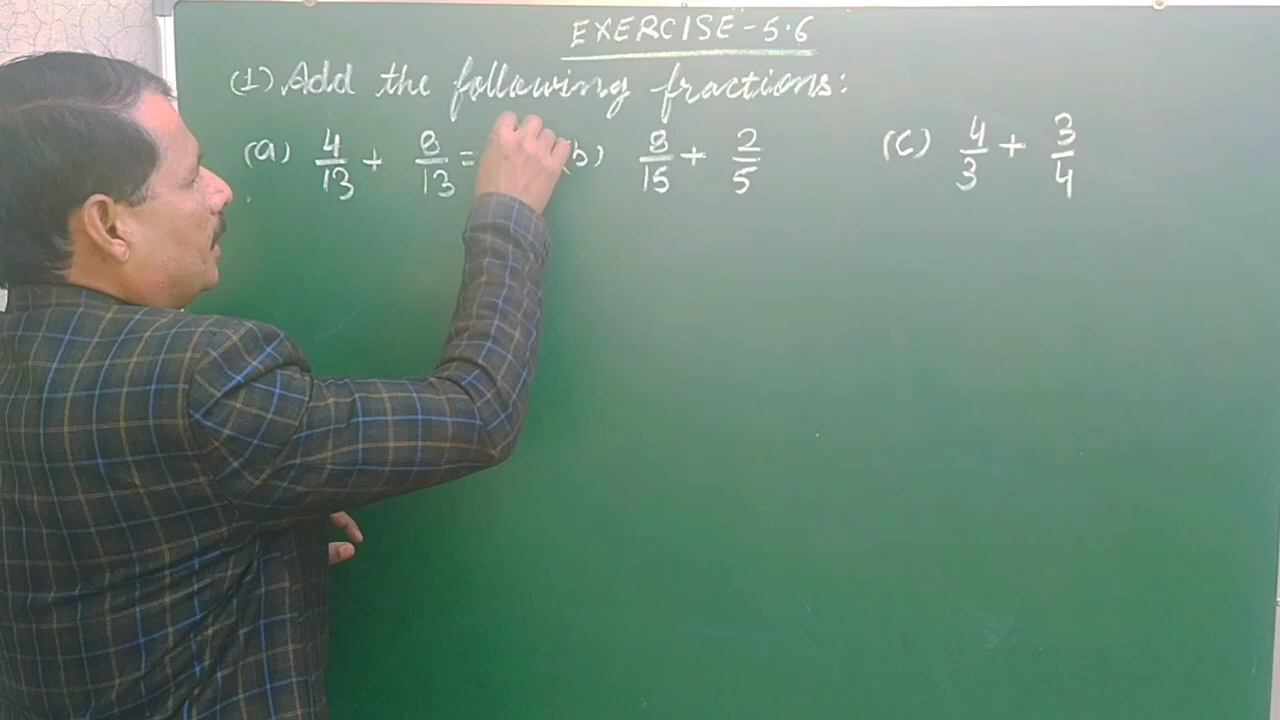 EXERCISE-5.6
(1) Add the following fractions:
(a) 4/13 + 8/13 = (b) 8/15 + 2/5 (c) 4/3 + 3/4